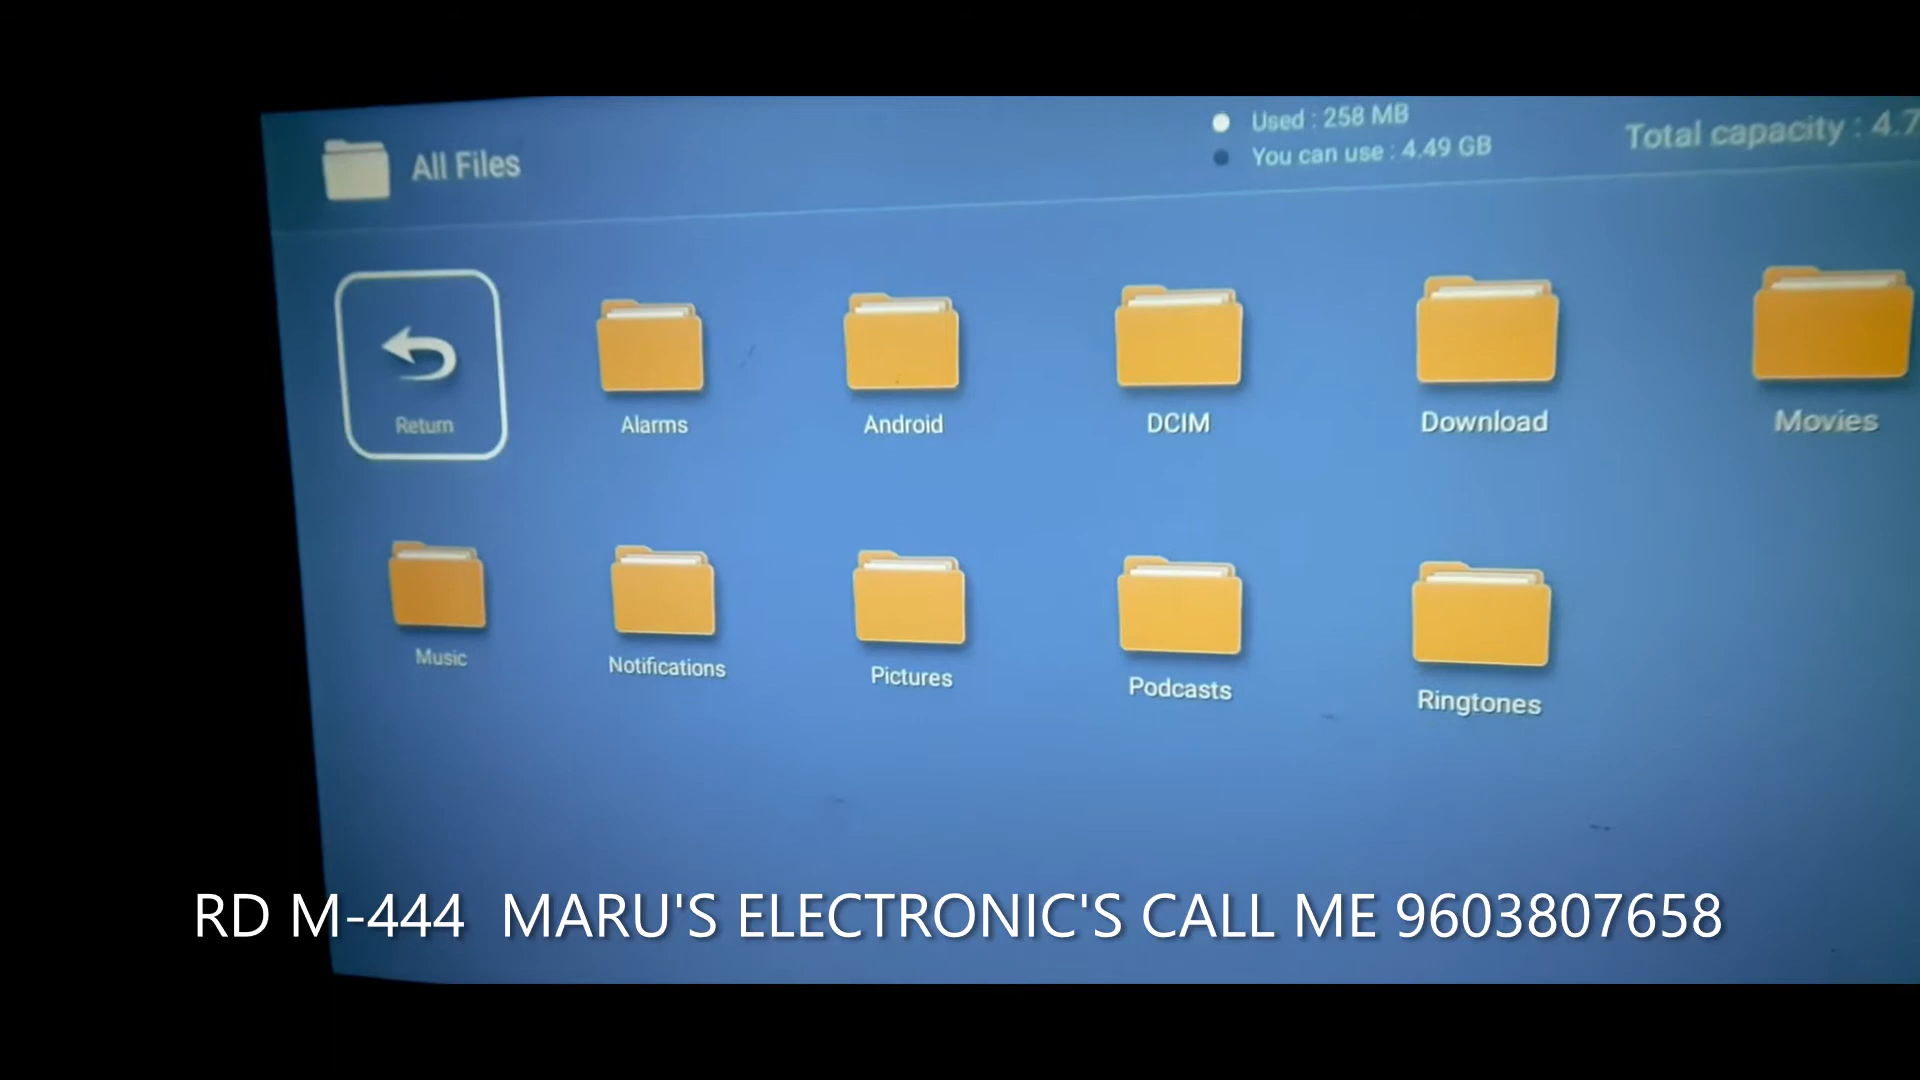 All Files
Used : 258 MB
You can use : 4.49 GB
Total capacity : 4.7
Return
Alarms
Android
DCIM
Download
Movies
Music
Notifications
Pictures
Podcasts
Ringtones
RD M-444 MARU'S ELECTRONIC'S CALL ME 9603807658